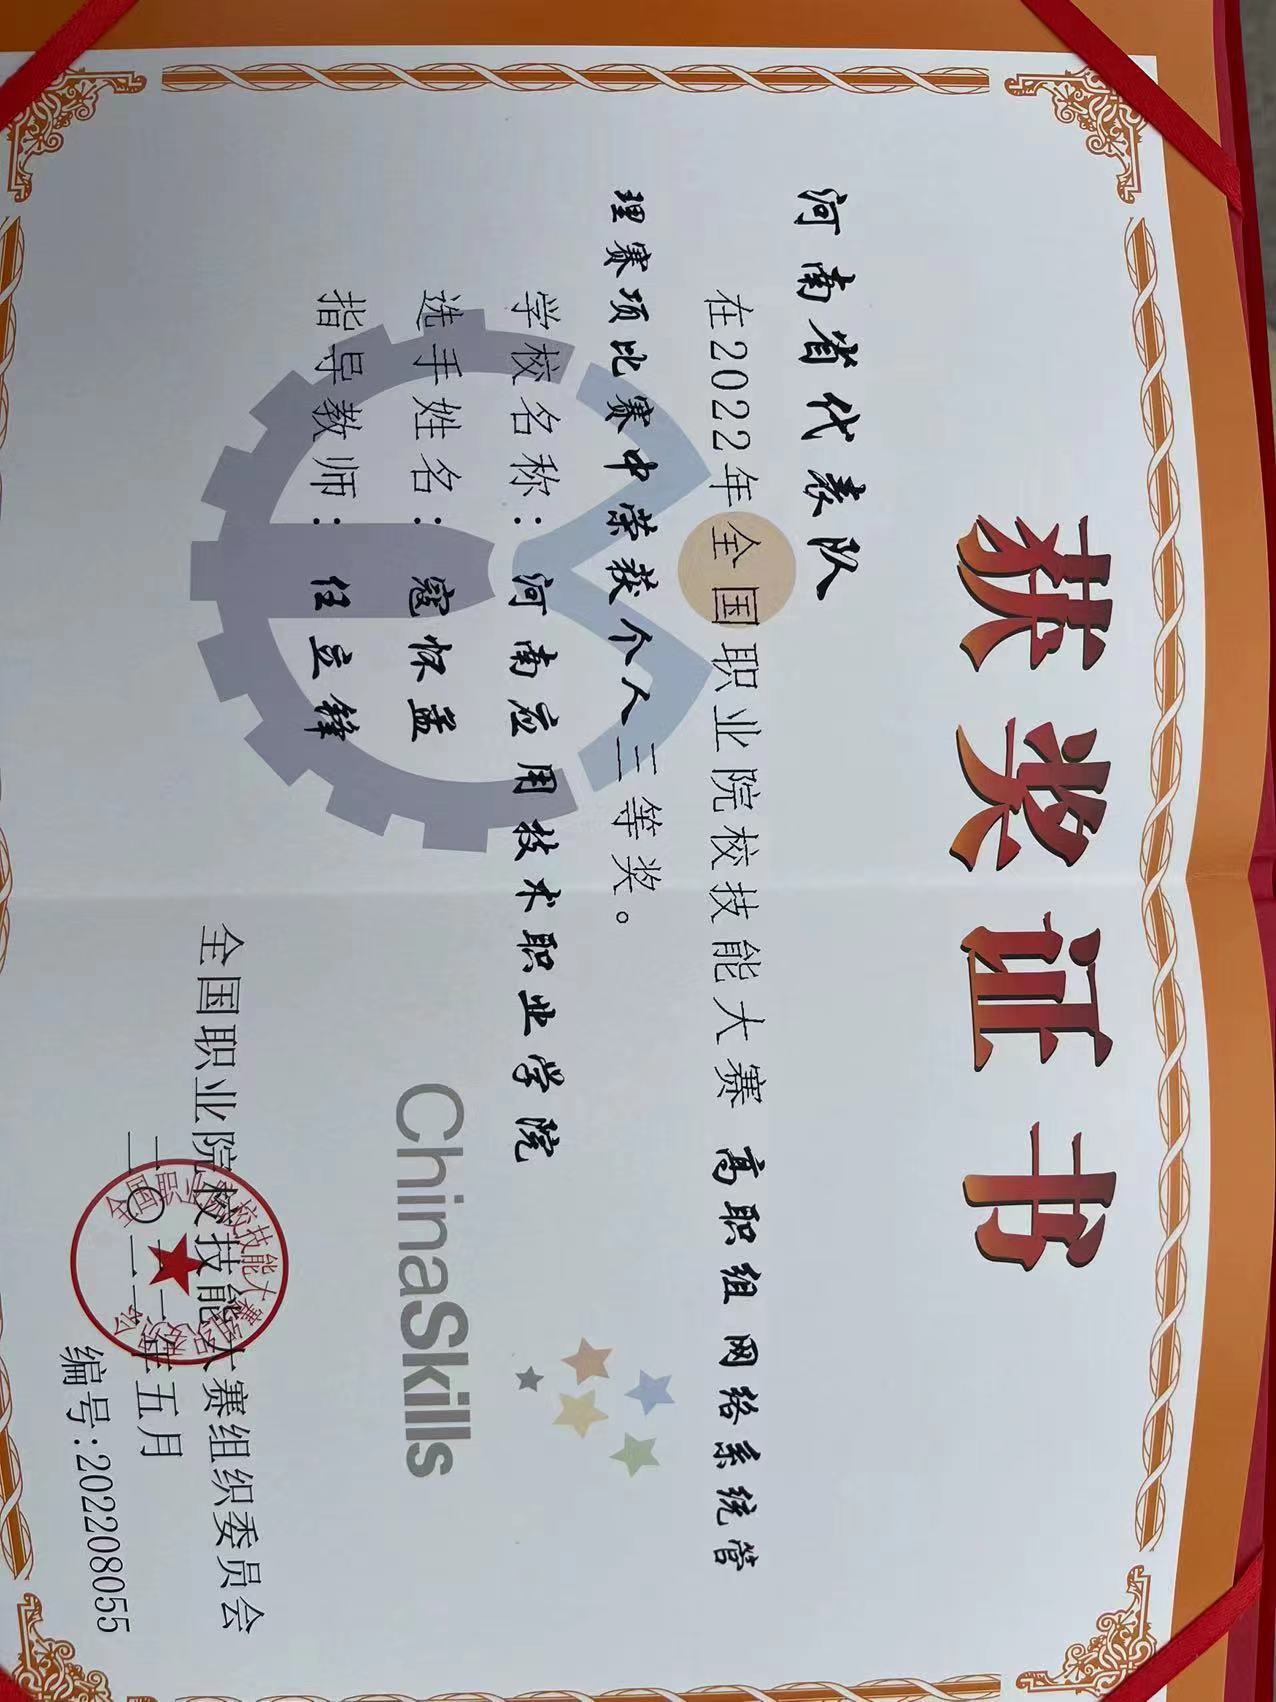 获奖证书
河南省代表队
在2022年全国职业院校技能大赛 高职组网络系统管
理赛项比赛中荣获个人三等奖。
学校名称：河南应用技术职业学院
选手姓名：寇怀孟
指导教师：任立锋
ChinaSkills
全国职业院校技能大赛组织委员会
二〇二二年五月
编号:202208055